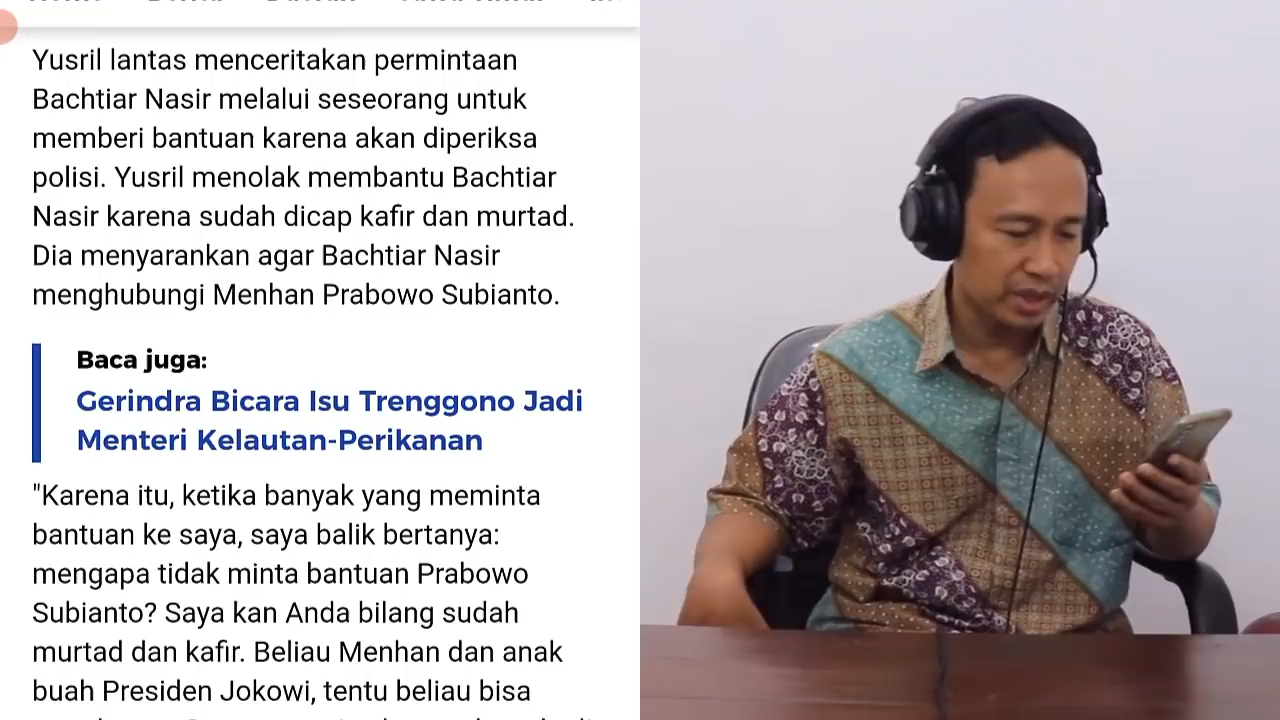 Yusril lantas menceritakan permintaan
Bachtiar Nasir melalui seseorang untuk
memberi bantuan karena akan diperiksa
polisi. Yusril menolak membantu Bachtiar
Nasir karena sudah dicap kafir dan murtad.
Dia menyarankan agar Bachtiar Nasir
menghubungi Menhan Prabowo Subianto.
Baca juga:
Gerindra Bicara Isu Trenggono Jadi
Menteri Kelautan-Perikanan
"Karena itu, ketika banyak yang meminta
bantuan ke saya, saya balik bertanya:
mengapa tidak minta bantuan Prabowo
Subianto? Saya kan Anda bilang sudah
murtad dan kafir. Beliau Menhan dan anak
buah Presiden Jokowi, tentu beliau bisa